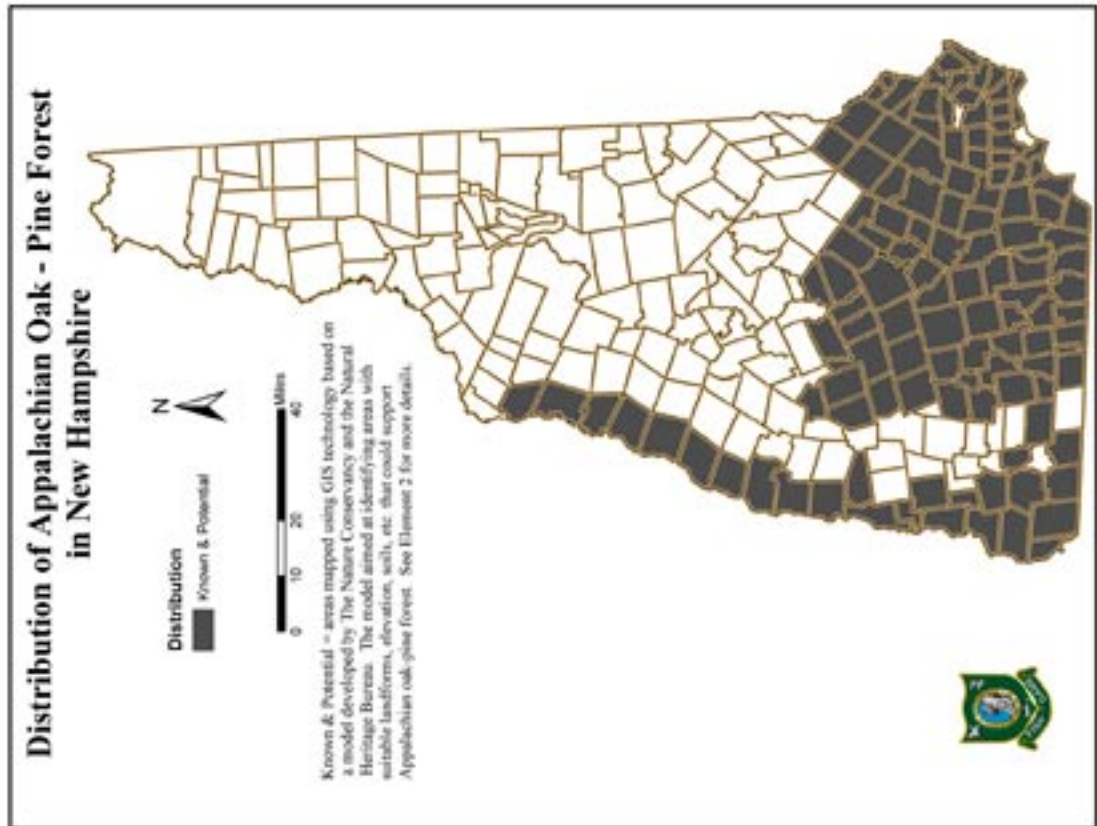 Distribution of Appalachian Oak - Pine Forest
in New Hampshire
N
Distribution
Known & Potential
0 10 20 40
Miles
Known & Potential = areas mapped using GIS technology based on
a model developed by The Nature Conservancy and the Natural
Heritage Bureau. The model aimed at identifying areas with
suitable landforms, elevation, soils, etc. that could support
Appalachian oak-pine forest. See Element 2 for more details.